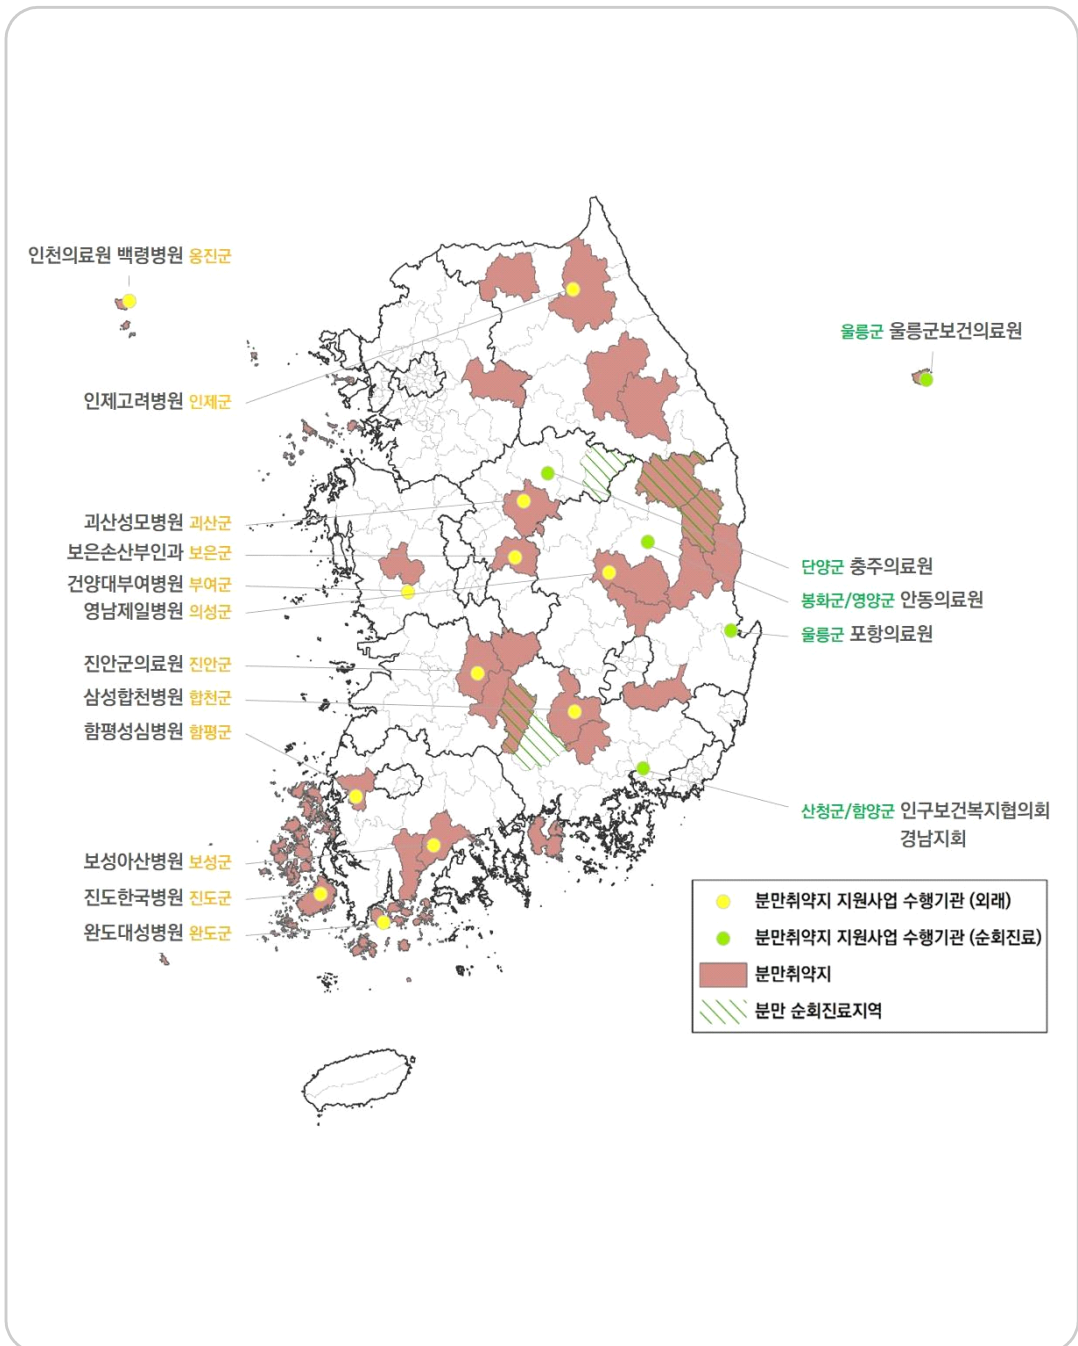 인천의료원 백령병원 옹진군
울릉군 울릉군보건의료원
인제고려병원 인제군
괴산성모병원 괴산군
보은손산부인과 보은군
건양대부여병원 부여군
영남제일병원 의성군
단양군 충주의료원
봉화군/영양군 안동의료원
울릉군 포항의료원
진안군의료원 진안군
삼성합천병원 합천군
함평성심병원 함평군
산청군/함양군 인구보건복지협의회
경남지회
보성아산병원 보성군
진도한국병원 진도군
완도대성병원 완도군
분만취약지 지원사업 수행기관 (외래)
분만취약지 지원사업 수행기관 (순회진료)
분만취약지
분만 순회진료지역